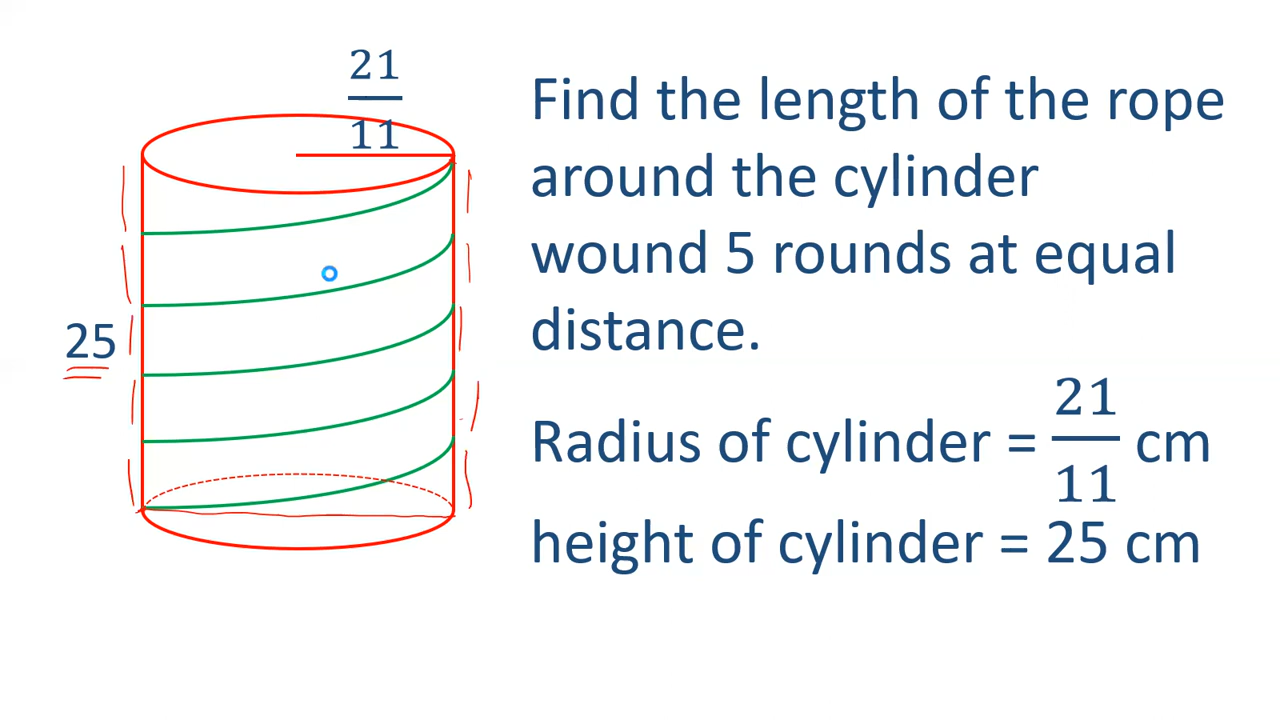 21
11
25
Find the length of the rope
around the cylinder
wound 5 rounds at equal
distance.
Radius of cylinder = 21/11 cm
height of cylinder = 25 cm